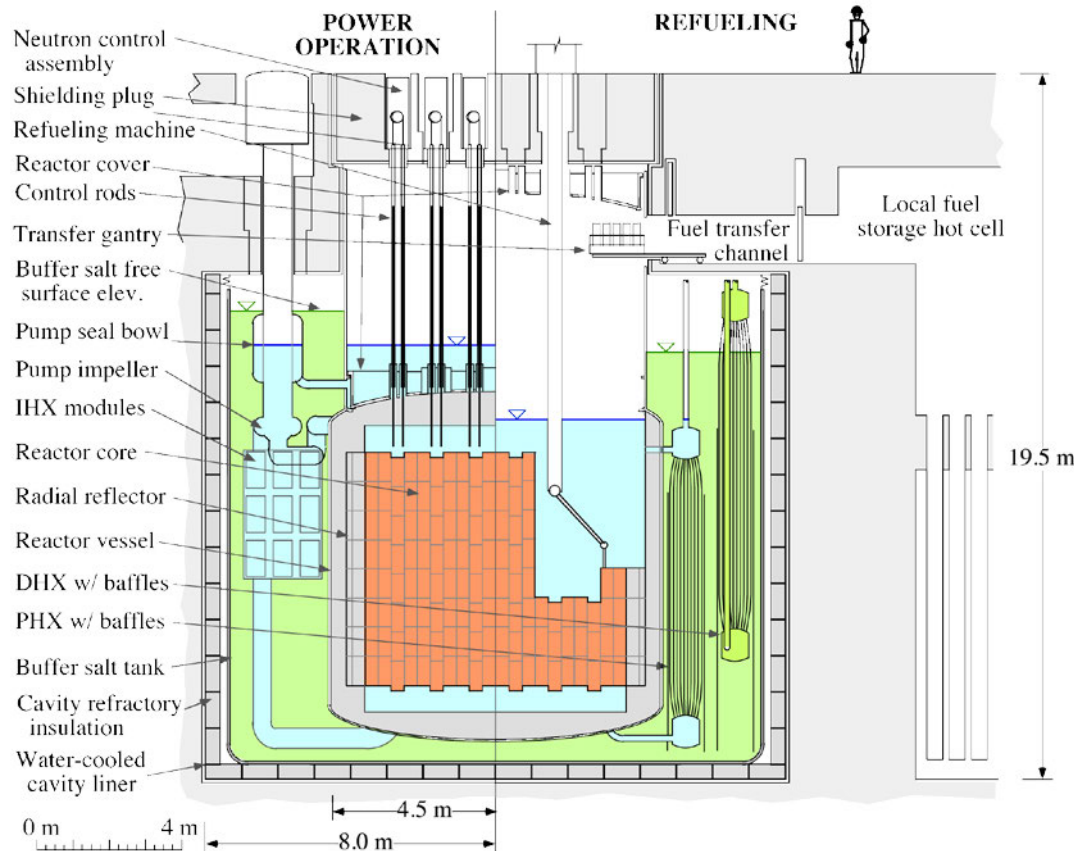 POWER
OPERATION
REFUELING
Neutron control
assembly
Shielding plug
Refueling machine
Reactor cover
Control rods
Transfer gantry
Buffer salt free
surface elev.
Pump seal bowl
Pump impeller
IHX modules
Reactor core
Radial reflector
Reactor vessel
DHX w/ baffles
PHX w/ baffles
Buffer salt tank
Cavity refractory
insulation
Water-cooled
cavity liner
Fuel transfer
channel
Local fuel
storage hot cell
19.5 m
4.5 m
8.0 m
0 m
4 m